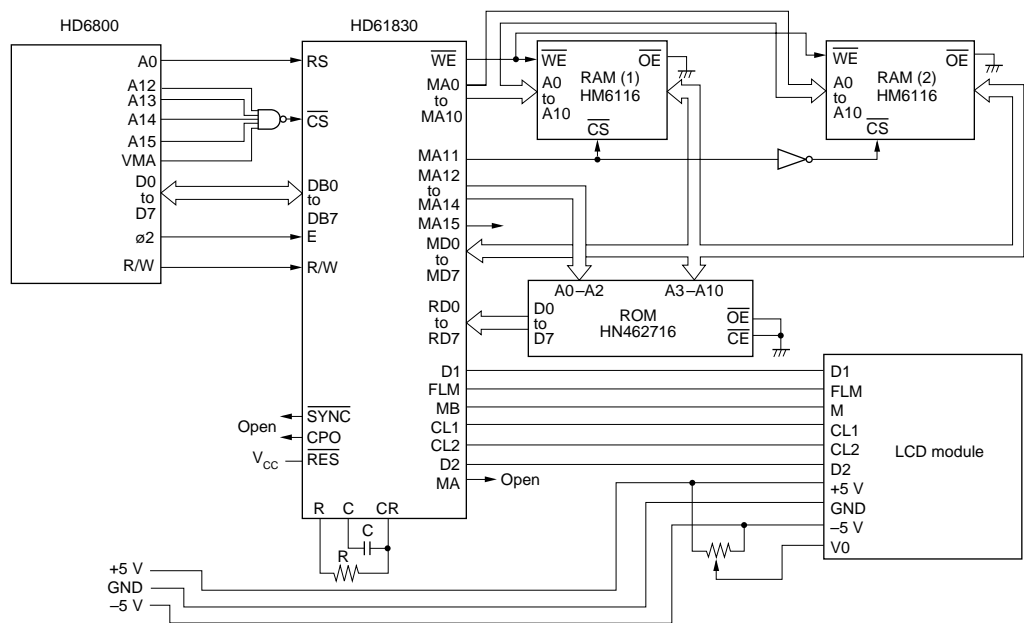 HD6800
A0
A12
A13
A14
A15
VMA
D0
to
D7
ø2
R/W
HD61830
RS
CS
DB0
to
DB7
E
R/W
SYNC
CPO
RES
Open
VCC
R
C
CR
C
R
WE
MA0
to
MA10
MA11
MA12
to
MA14
MA15
MD0
to
MD7
RD0
to
RD7
D1
FLM
MB
CL1
CL2
D2
MA
Open
WE
OE
A0
to
A10
RAM (1)
HM6116
CS
WE
OE
A0
to
A10
RAM (2)
HM6116
CS
A0–A2
A3–A10
D0
to
D7
ROM
HN462716
OE
CE
D1
FLM
M
CL1
CL2
D2
+5 V
GND
–5 V
V0
LCD module
+5 V
GND
–5 V